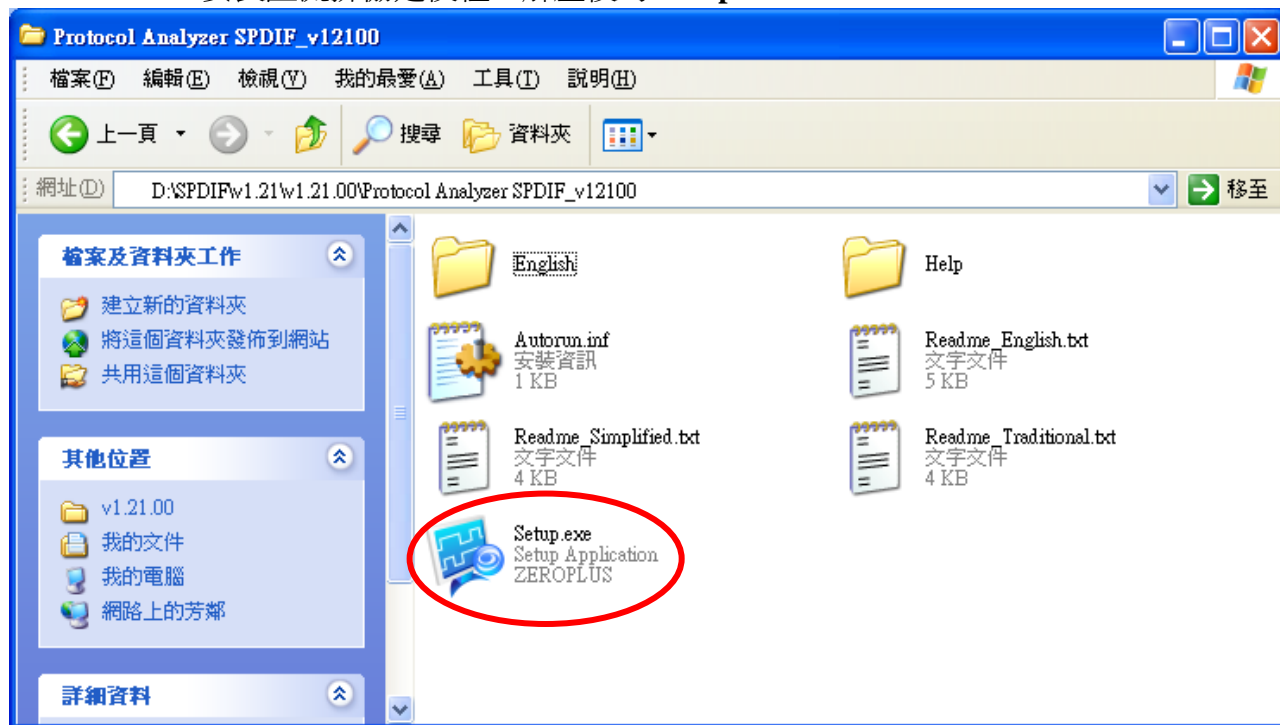 Protocol Analyzer SPDIF_v12100
檔案(F) 編輯(E) 檢視(V) 我的最愛(A) 工具(T) 說明(H)
上一頁 搜尋 資料夾
網址(D) D:\SPDIF\v1.21\v1.21.00\Protocol Analyzer SPDIF_v12100 移至
檔案及資料夾工作
建立新的資料夾
將這個資料夾發佈到網站
共用這個資料夾
其他位置
v1.21.00
我的文件
我的電腦
網路上的芳鄰
詳細資料
English
Help
Autorun.inf
安裝資訊
1 KB
Readme_English.txt
文字文件
5 KB
Readme_Simplified.txt
文字文件
4 KB
Readme_Traditional.txt
文字文件
4 KB
Setup.exe
Setup Application
ZEROPLUS